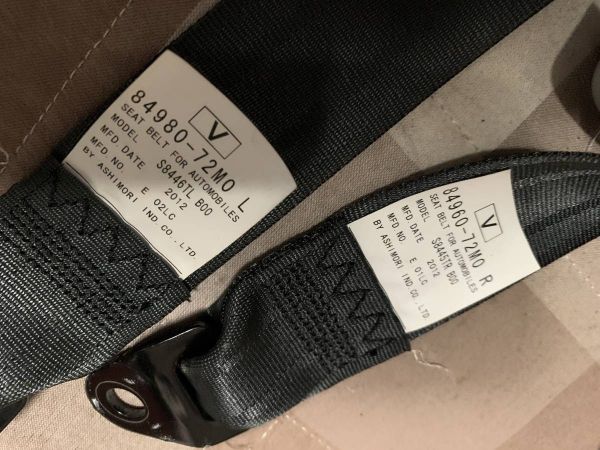 84980-72M0 L
V
SEAT BELT FOR AUTOMOBILES
MODEL S8446TL B00
MFD. DATE 2012
MFD NO. E 02LC
BY ASHIMORI IND. CO., LTD.
84960-72M0 R
V
SEAT BELT FOR AUTOMOBILES
MODEL S8445TR B00
MFD. DATE 2012
MFD NO. E 01LC
BY ASHIMORI IND. CO., LTD.